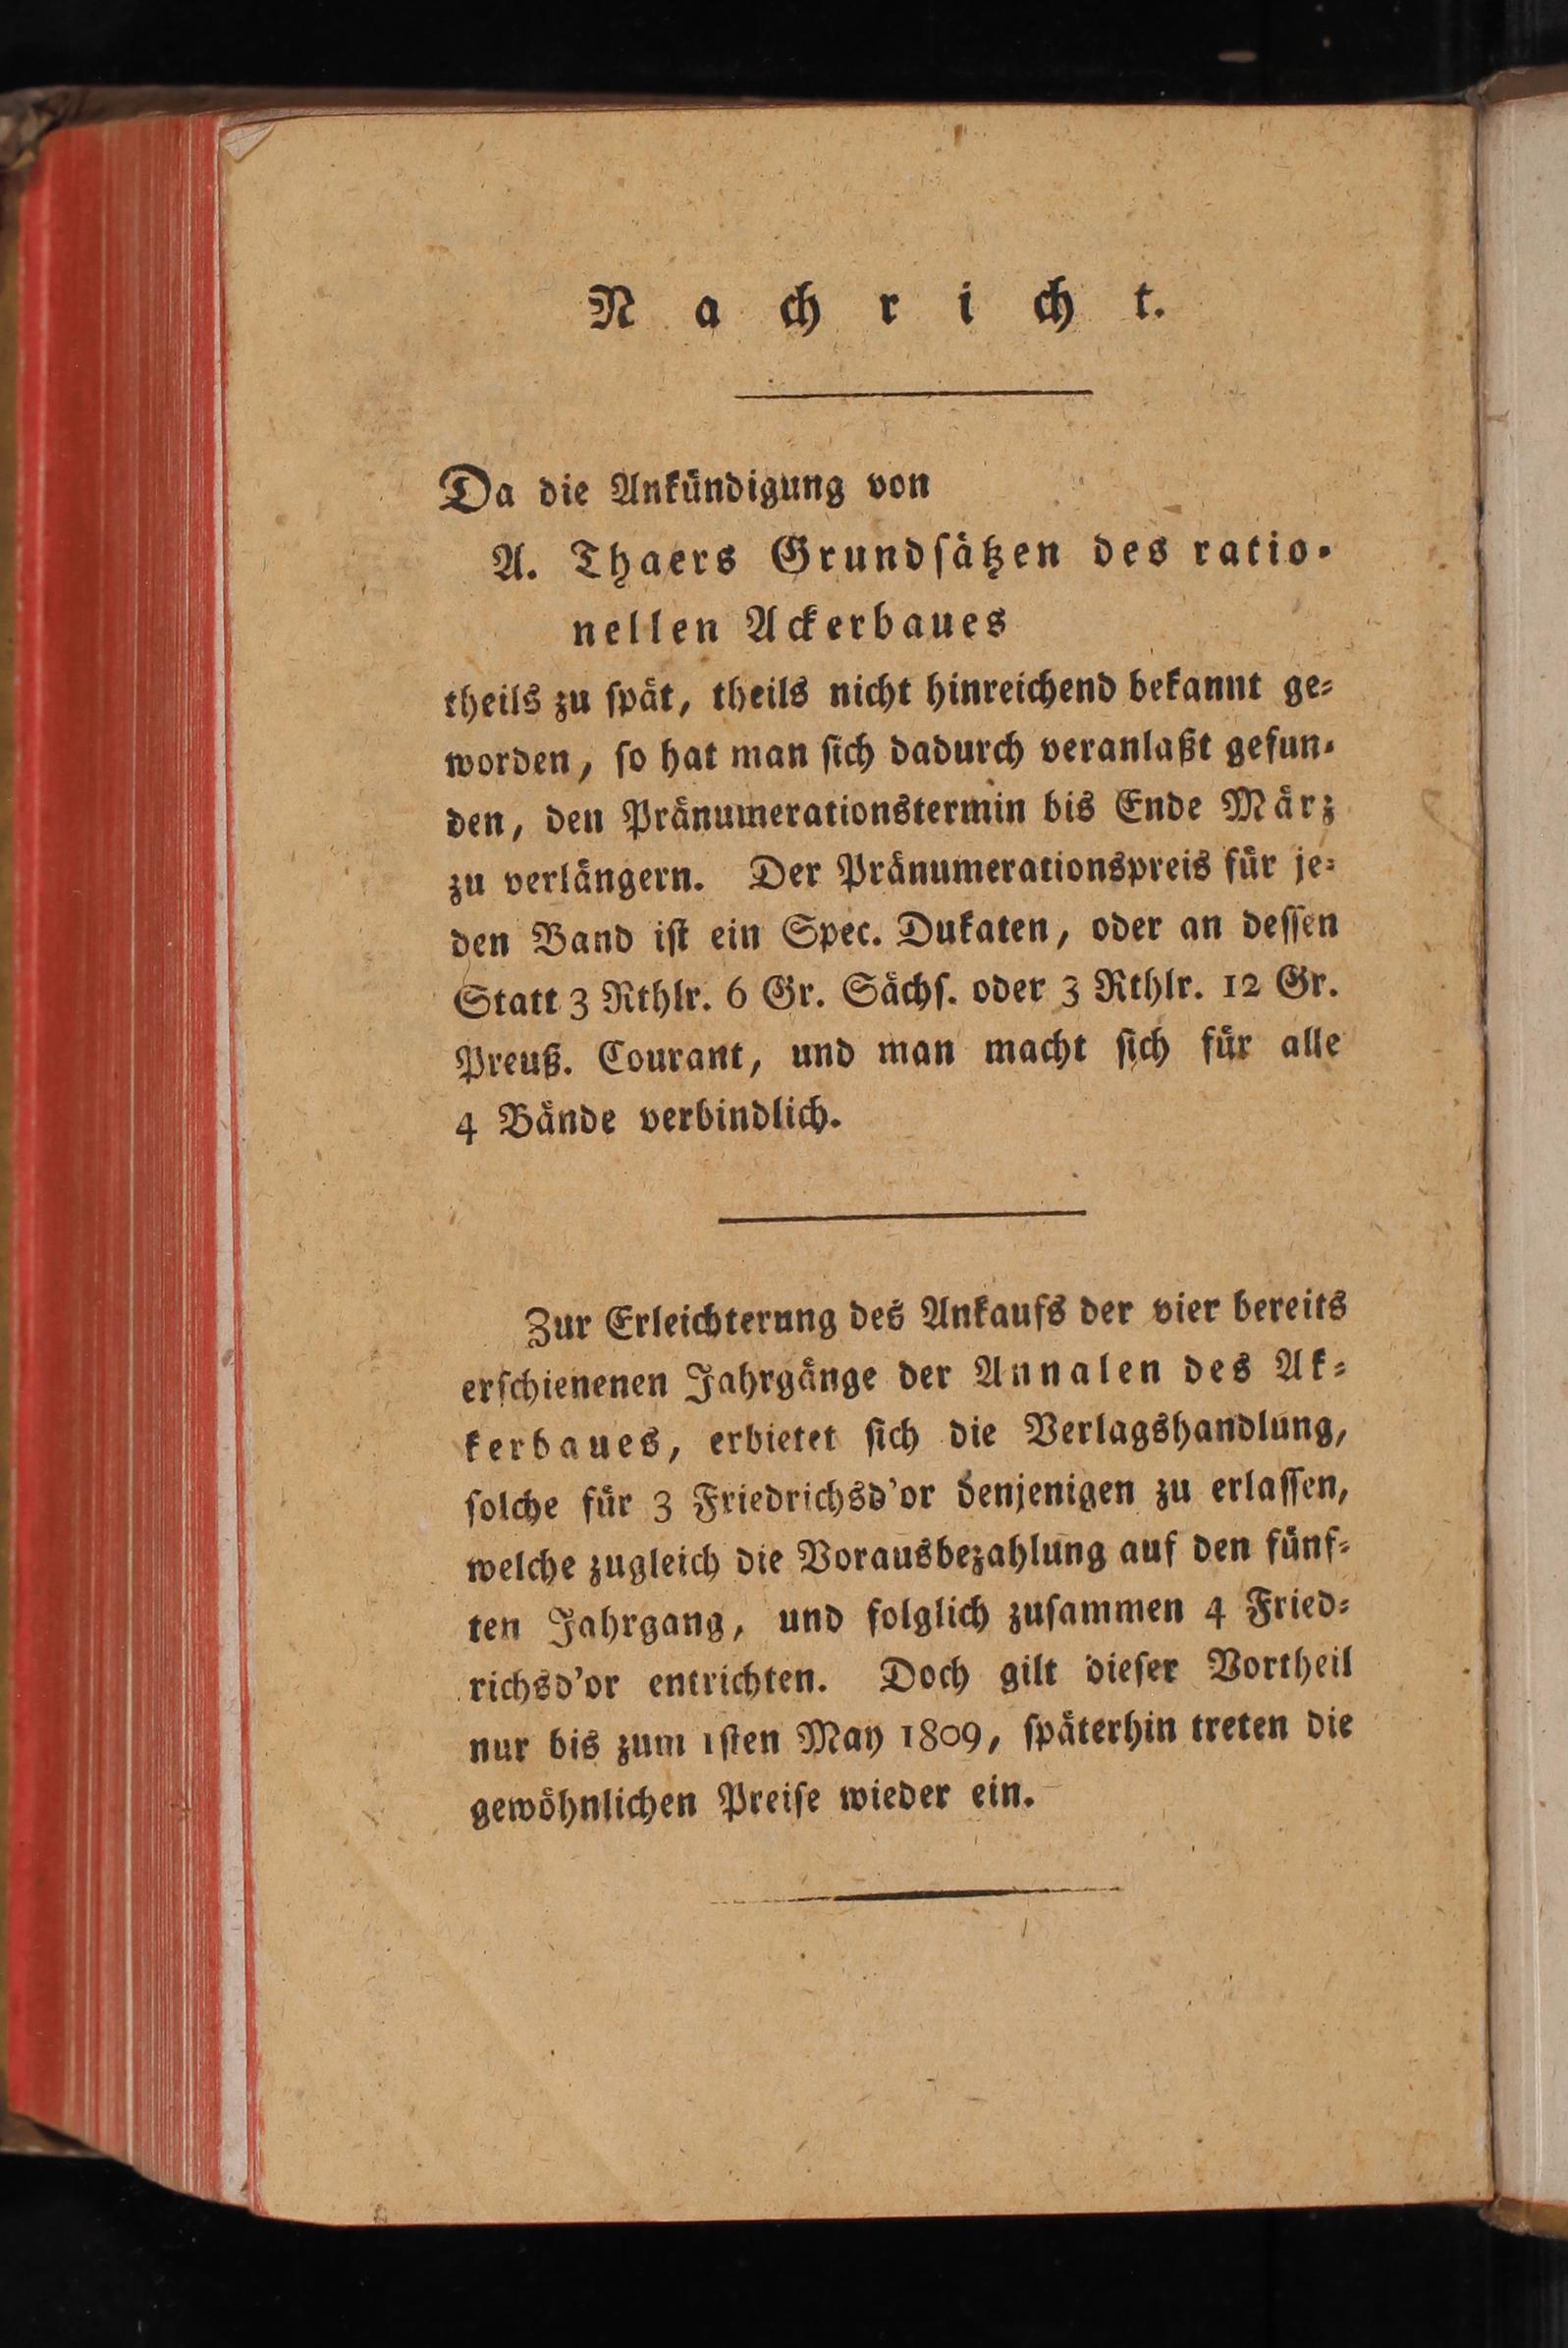 Nachricht.
Da die Ankündigung von
A. Thaers Grundſätzen des ratio-
nellen Ackerbaues
theils zu ſpät, theils nicht hinreichend bekannt ge-
worden, ſo hat man ſich dadurch veranlaßt gefun-
den, den Pränumerationstermin bis Ende März
zu verlängern. Der Pränumerationspreis für je-
den Band iſt ein Spec. Dukaten, oder an deſſen
Statt 3 Rthlr. 6 Gr. Sächſ. oder 3 Rthlr. 12 Gr.
Preuß. Courant, und man macht ſich für alle
4 Bände verbindlich.
Zur Erleichterung des Ankaufs der vier bereits
erſchienenen Jahrgänge der Annalen des Ak-
kerbaues, erbietet ſich die Verlagshandlung,
ſolche für 3 Friedrichsd'or denjenigen zu erlaſſen,
welche zugleich die Vorausbezahlung auf den fünf-
ten Jahrgang, und folglich zuſammen 4 Fried-
richsd'or entrichten. Doch gilt dieſer Vortheil
nur bis zum 1ſten May 1809, ſpäterhin treten die
gewöhnlichen Preiſe wieder ein.